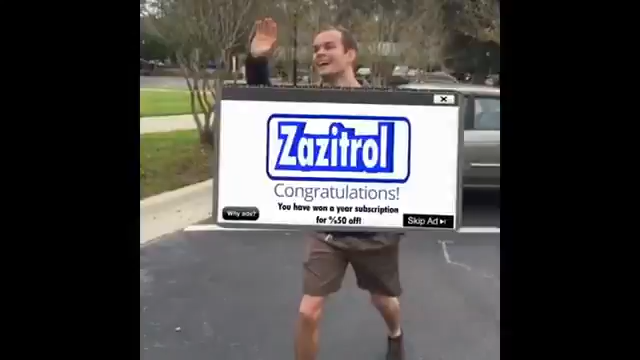 Zazitrol
Congratulations!
You have won a year subscription
for %50 off!
Why ads?
Skip Ad